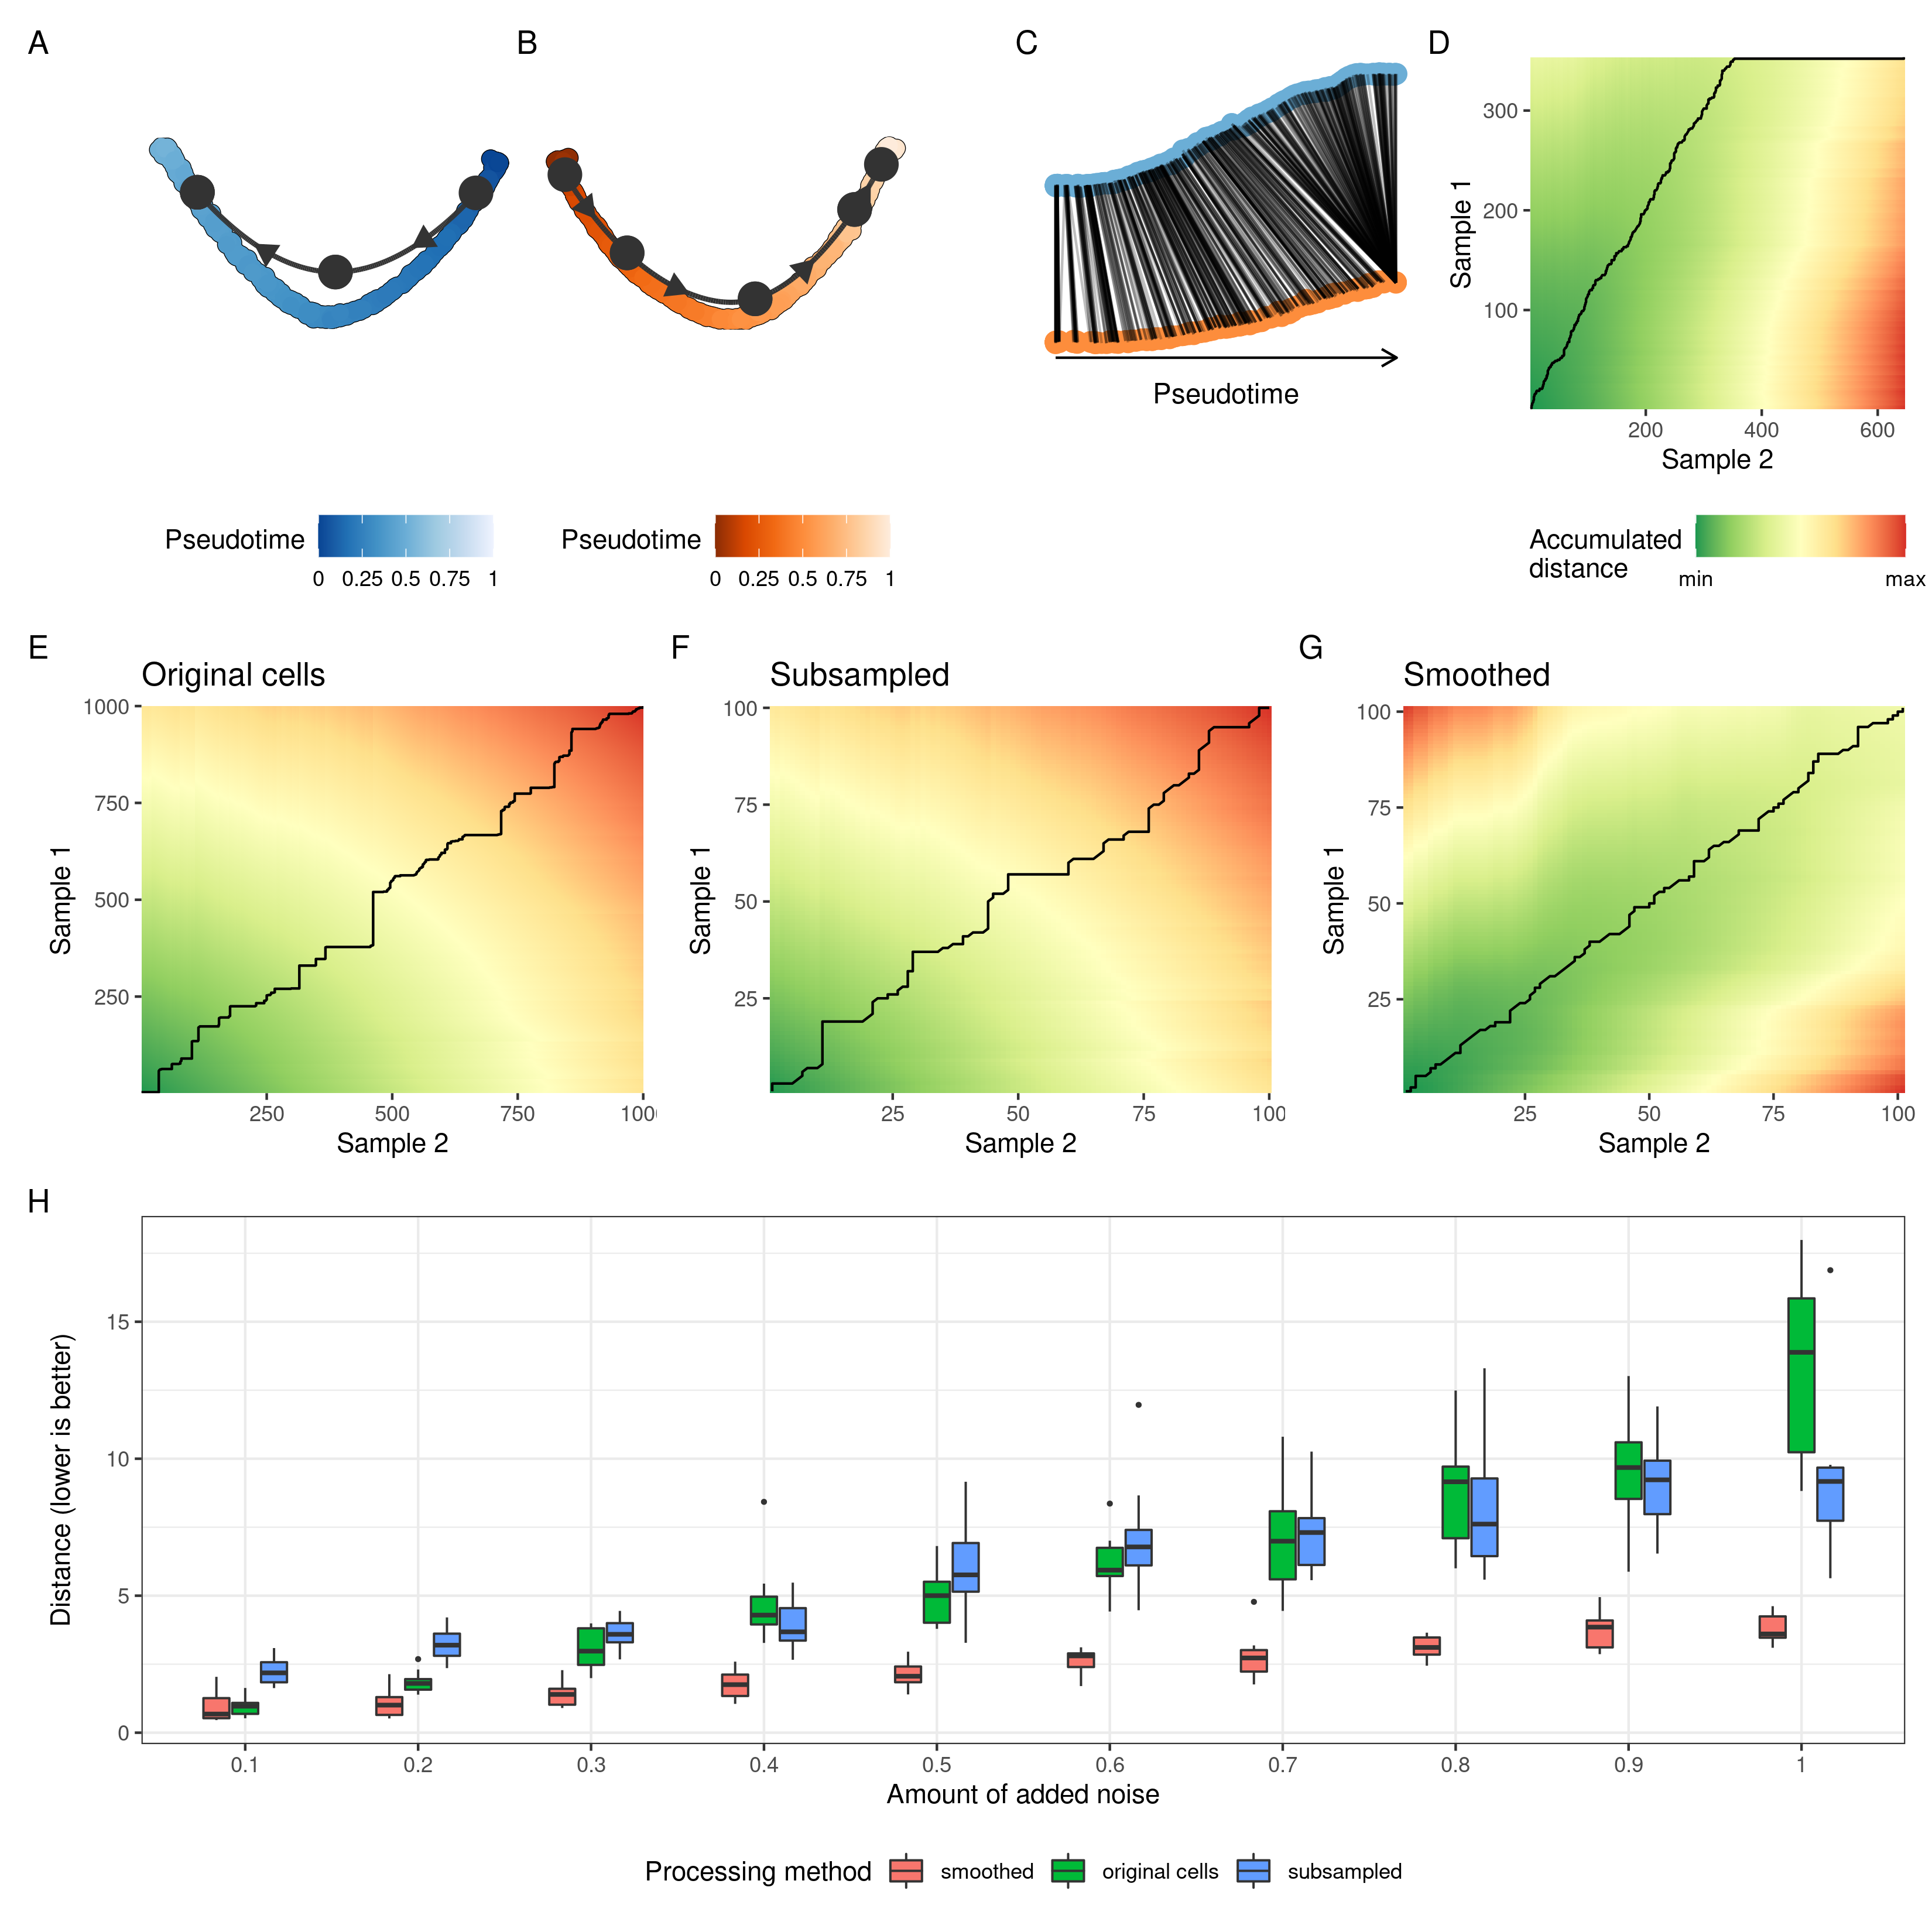 A
B
C
D
Pseudotime
0 0.25 0.5 0.75 1
Pseudotime
0 0.25 0.5 0.75 1
Pseudotime
Sample 1
300
200
100
200 400 600
Sample 2
Accumulated
distance
min max
E
Original cells
Sample 1
1000
750
500
250
250 500 750 100
Sample 2
F
Subsampled
Sample 1
100
75
50
25
25 50 75 100
Sample 2
G
Smoothed
Sample 1
100
75
50
25
25 50 75 100
Sample 2
H
Distance (lower is better)
15
10
5
0
0.1 0.2 0.3 0.4 0.5 0.6 0.7 0.8 0.9 1
Amount of added noise
Processing method smoothed original cells subsampled